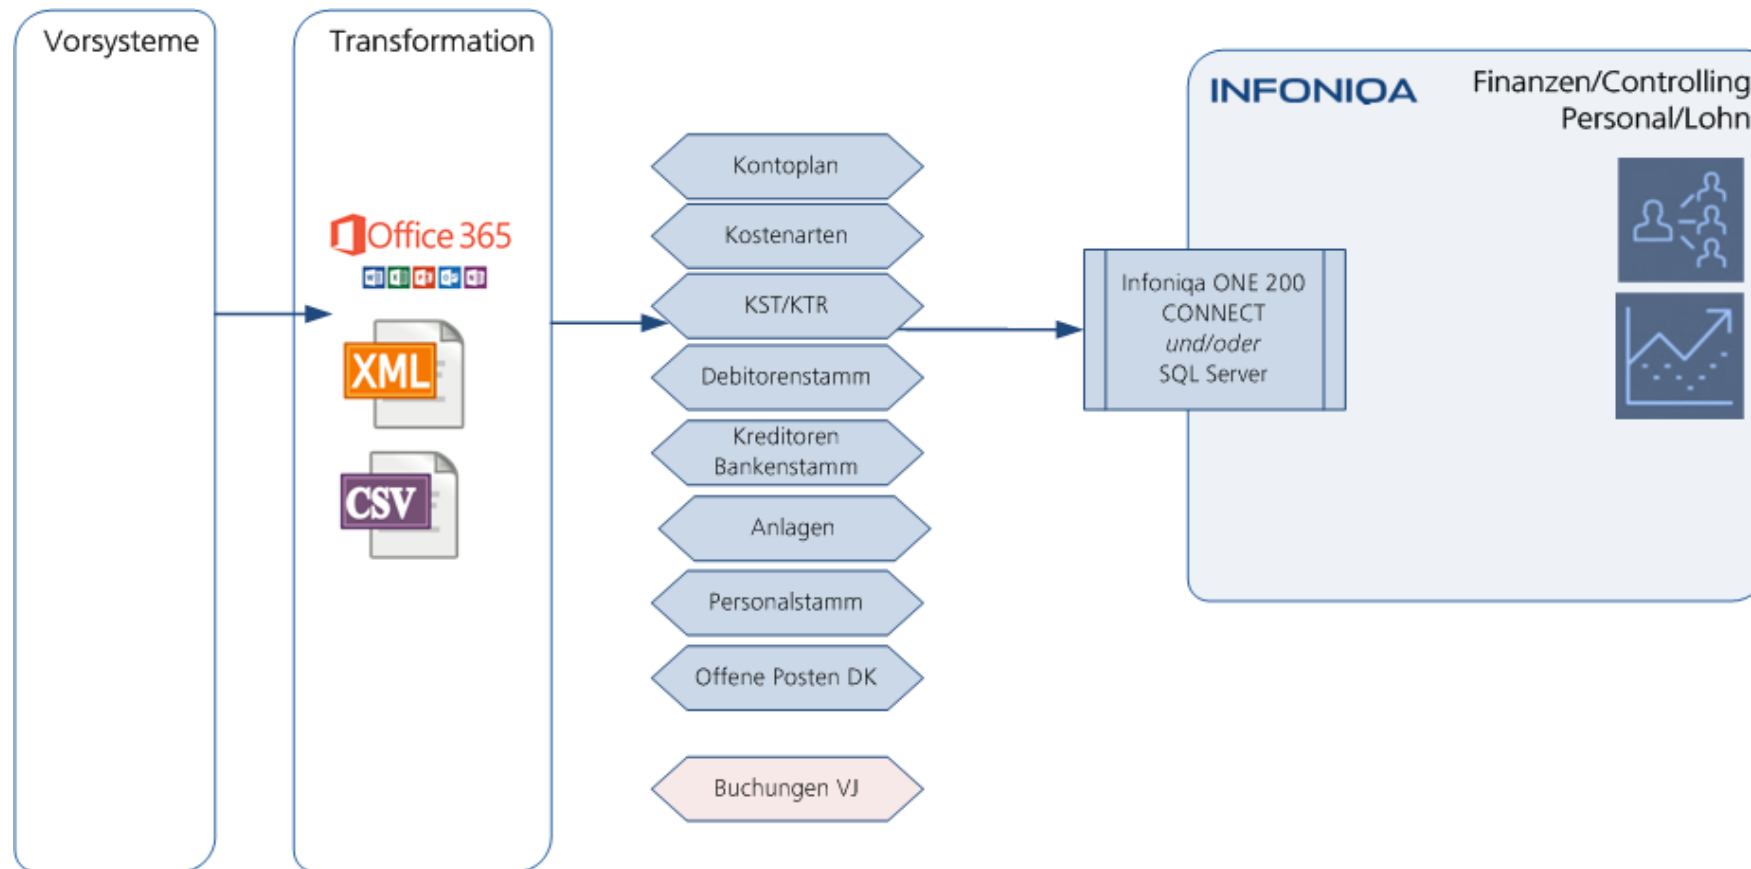 Vorsysteme
Transformation
Office 365
XML
CSV
Kontoplan
Kostenarten
KST/KTR
Debitorenstamm
Kreditoren
Bankenstamm
Anlagen
Personalstamm
Offene Posten DK
Buchungen VJ
Infoniqa ONE 200
CONNECT
und/oder
SQL Server
INFONIQA
Finanzen/Controlling
Personal/Lohn